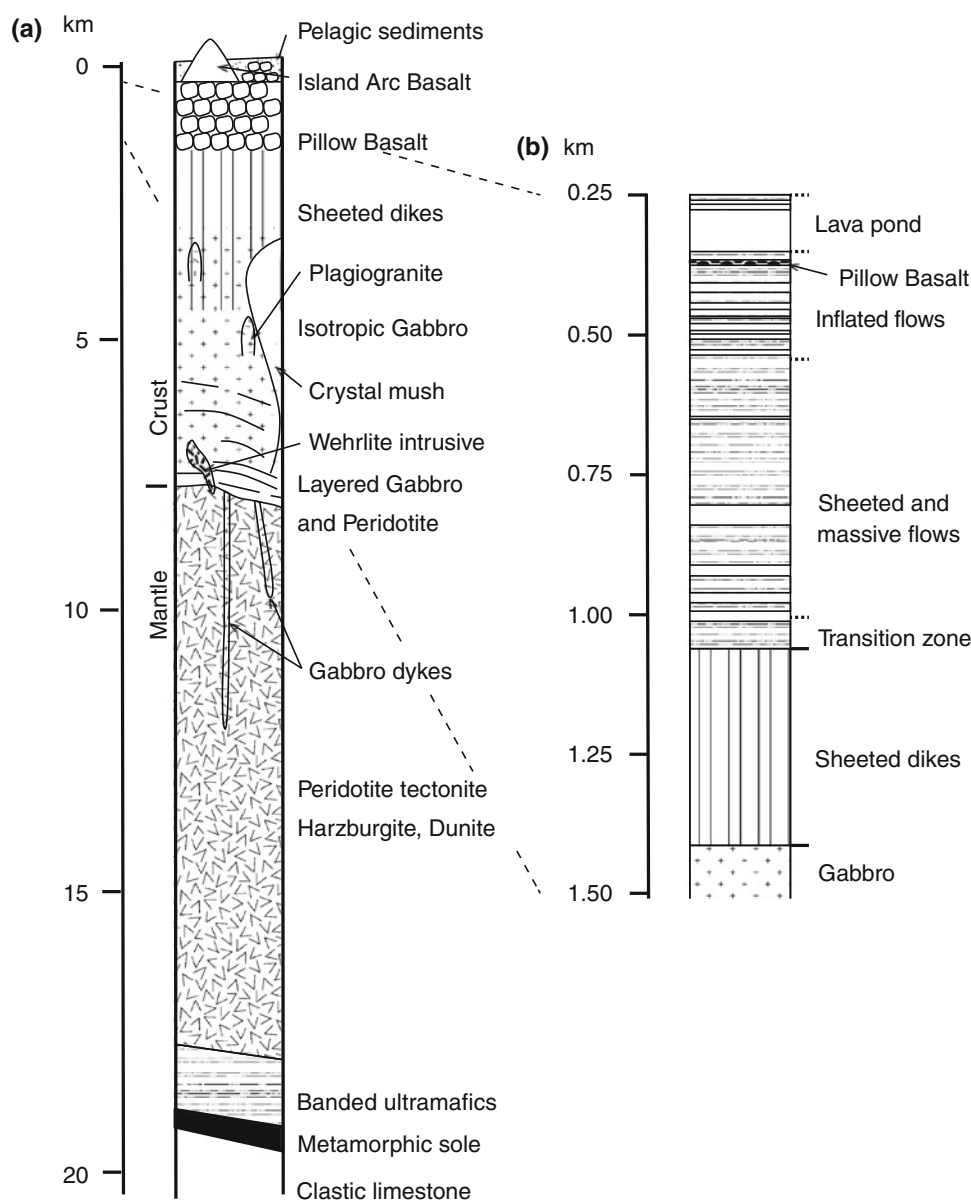 (a) km
0
5
10
15
20
Crust
Mantle
Pelagic sediments
Island Arc Basalt
Pillow Basalt
Sheeted dikes
Plagiogranite
Isotropic Gabbro
Crystal mush
Wehrlite intrusive
Layered Gabbro
and Peridotite
Gabbro dykes
Peridotite tectonite
Harzburgite, Dunite
Banded ultramafics
Metamorphic sole
Clastic limestone
(b) km
0.25
0.50
0.75
1.00
1.25
1.50
Lava pond
Pillow Basalt
Inflated flows
Sheeted and
massive flows
Transition zone
Sheeted dikes
Gabbro